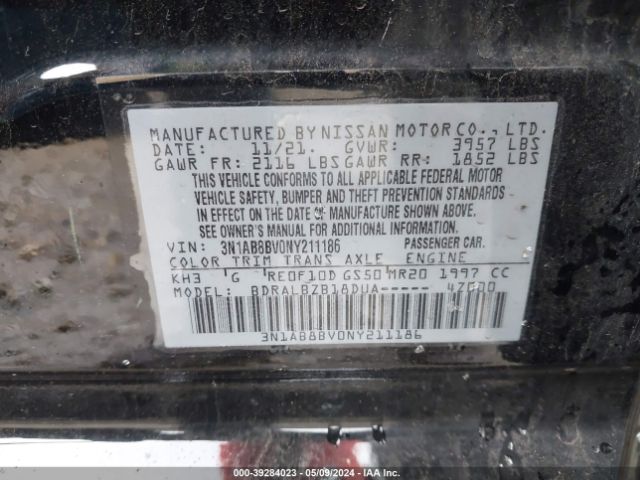 MANUFACTURED BY NISSAN MOTOR CO., LTD.
DATE: 11/21. GVWR: 3957 LBS
GAWR FR: 2116 LBS GAWR RR: 1852 LBS
THIS VEHICLE CONFORMS TO ALL APPLICABLE FEDERAL MOTOR
VEHICLE SAFETY, BUMPER AND THEFT PREVENTION STANDARDS
IN EFFECT ON THE DATE OF MANUFACTURE SHOWN ABOVE.
SEE OWNER'S MANUAL FOR ADDITIONAL INFORMATION.
VIN: 3N1AB8BV0NY211186 PASSENGER CAR.
COLOR TRIM TRANS AXLE ENGINE
KH3 G RE0F10D GS50 MR20 1997 CC
MODEL: BDRALBZB18DUA----- 4Z000
3N1AB8BV0NY211186
000-39284023 — 05/09/2024 — IAA Inc.